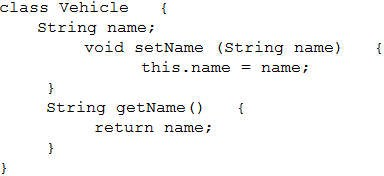 class Vehicle {
String name;
void setName (String name) {
this.name = name;
}
String getName() {
return name;
}
}